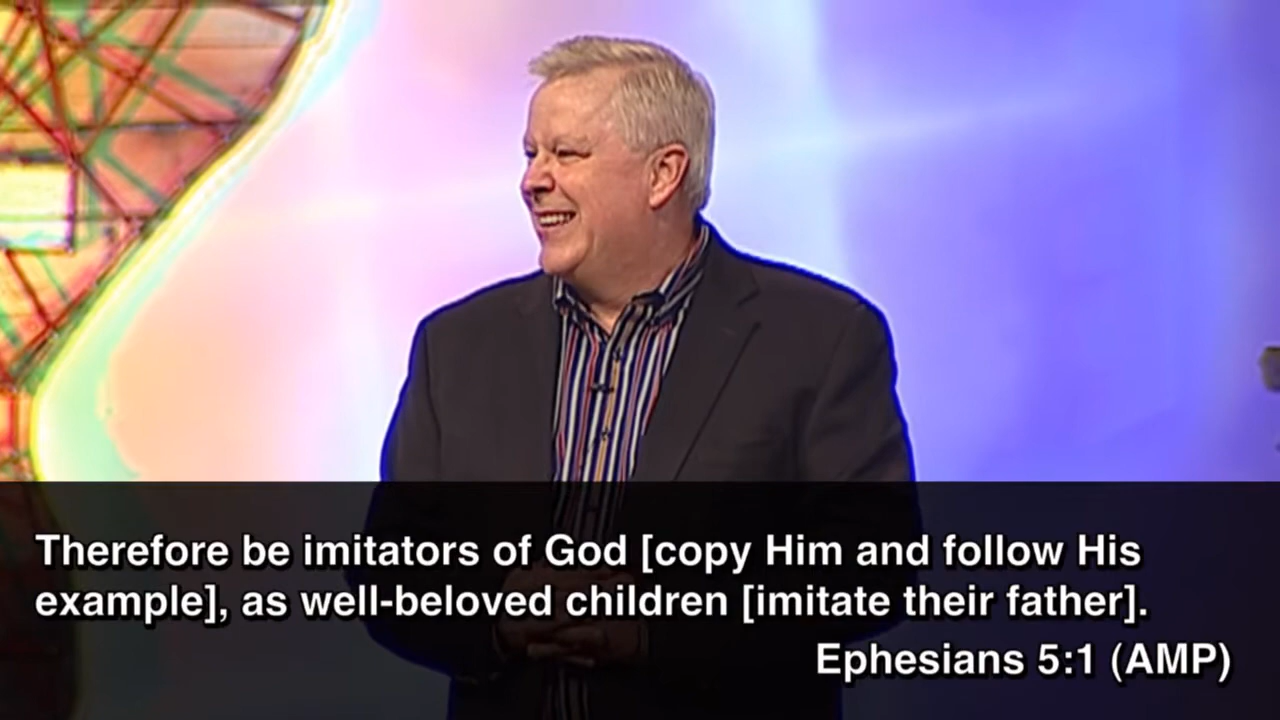 Therefore be imitators of God [copy Him and follow His
example], as well-beloved children [imitate their father].
Ephesians 5:1 (AMP)